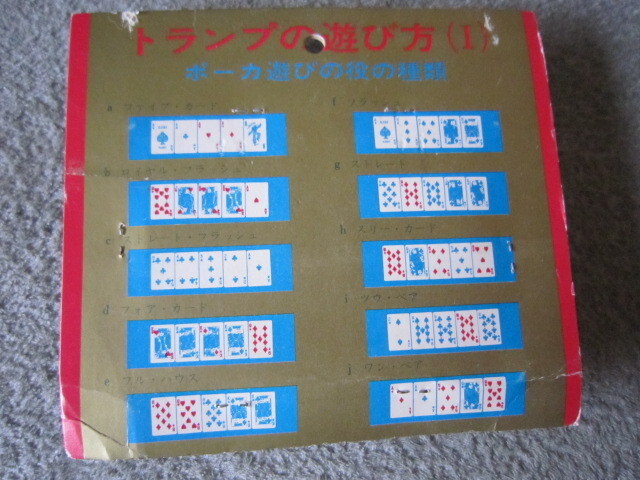 トランプの遊び方(1)
ポーカ遊びの役の種類
a ファイブ・カード
b ロイヤル・フラッシュ
c ストレート・フラッシュ
d フォア・カード
e フル・ハウス
f フラッシュ
g ストレート
h スリー・カード
i ツウ・ペア
j ワン・ペア